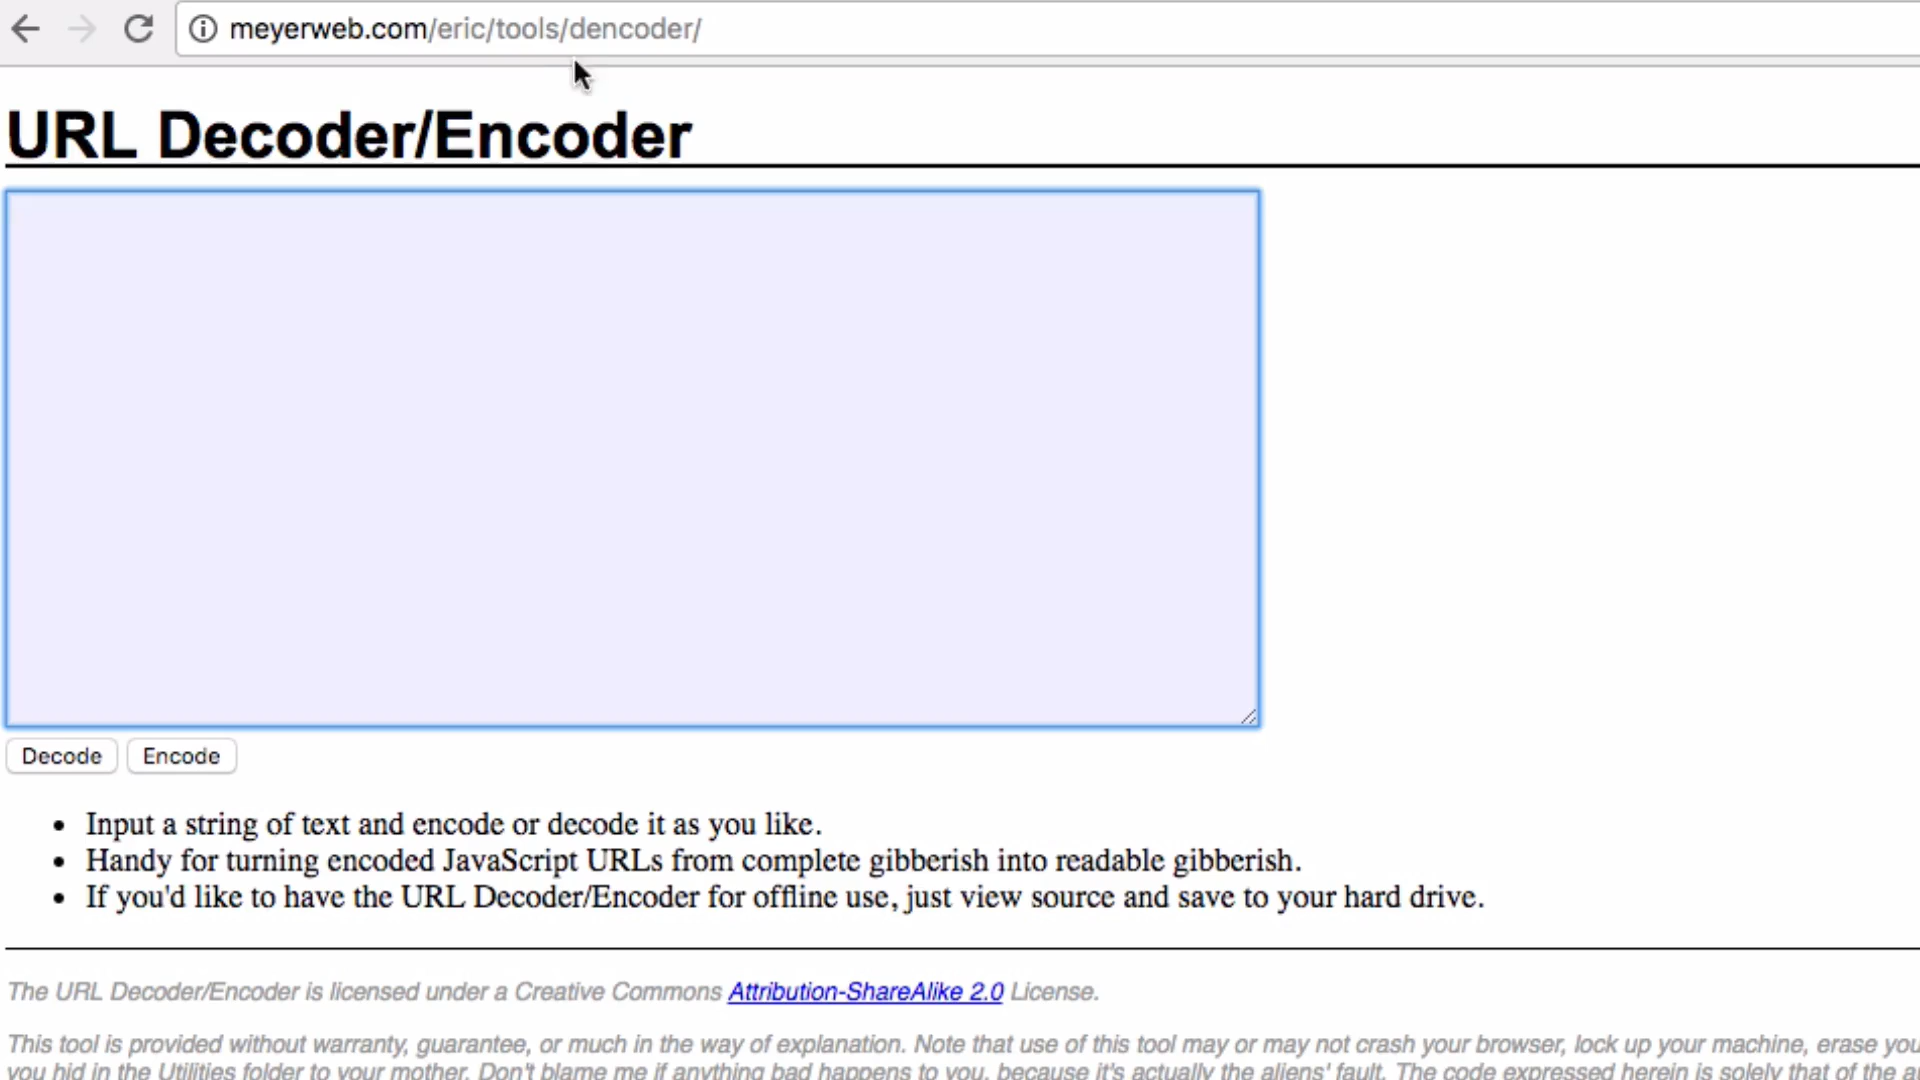 meyerweb.com/eric/tools/dencoder/
URL Decoder/Encoder
Decode Encode
• Input a string of text and encode or decode it as you like.
• Handy for turning encoded JavaScript URLs from complete gibberish into readable gibberish.
• If you'd like to have the URL Decoder/Encoder for offline use, just view source and save to your hard drive.
The URL Decoder/Encoder is licensed under a Creative Commons Attribution-ShareAlike 2.0 License.
This tool is provided without warranty, guarantee, or much in the way of explanation. Note that use of this tool may or may not crash your browser, lock up your machine, erase you
you hid in the Utilities folder to your mother. Don't blame me if anything bad happens to you, because it's actually the aliens' fault. The code expressed herein is solely that of the